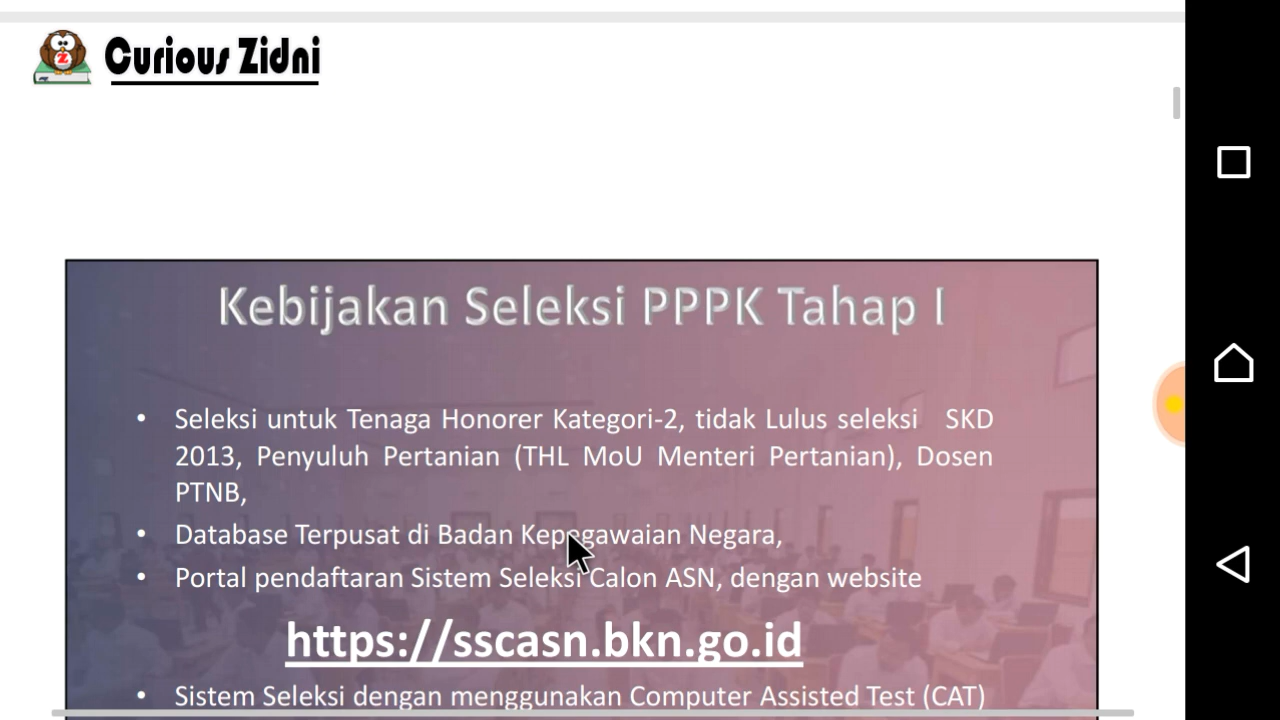 Curious Zidni
Kebijakan Seleksi PPPK Tahap I
• Seleksi untuk Tenaga Honorer Kategori-2, tidak Lulus seleksi SKD
2013, Penyuluh Pertanian (THL MoU Menteri Pertanian), Dosen
PTNB,
• Database Terpusat di Badan Kepegawaian Negara,
• Portal pendaftaran Sistem Seleksi Calon ASN, dengan website
https://sscasn.bkn.go.id
• Sistem Seleksi dengan menggunakan Computer Assisted Test (CAT)